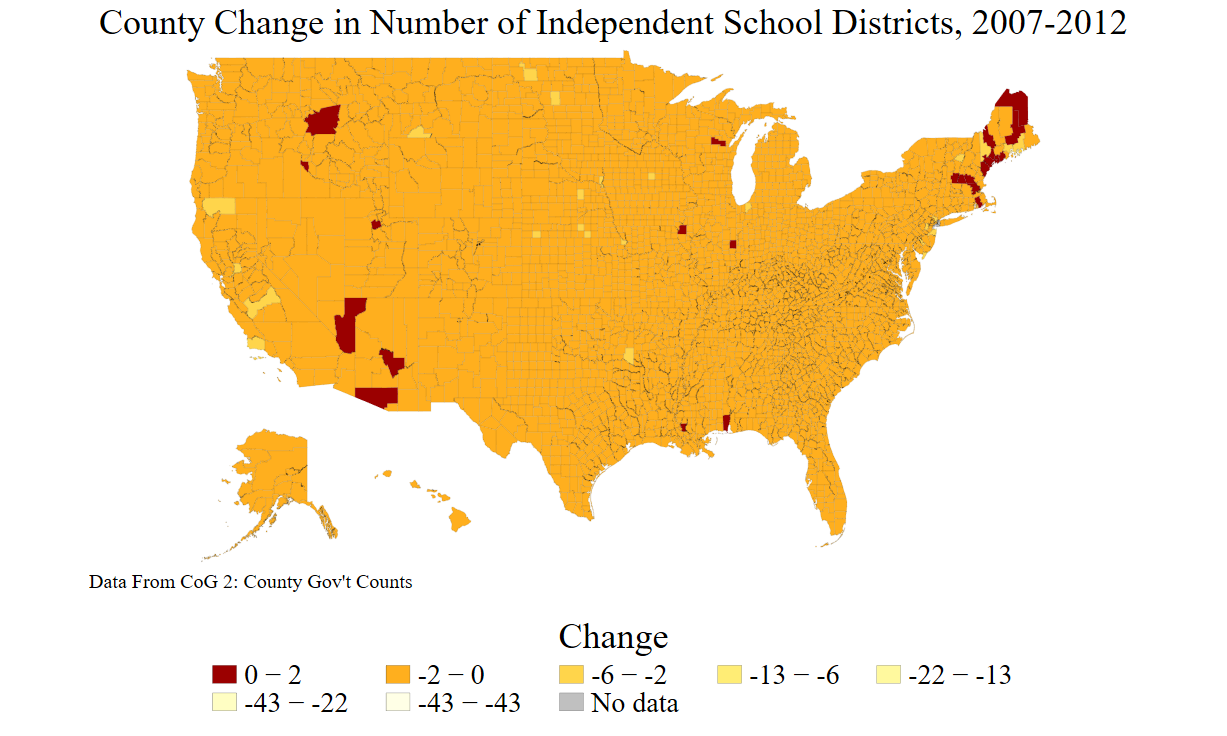 County Change in Number of Independent School Districts, 2007-2012
Data From CoG 2: County Gov't Counts
Change
0 − 2 -2 − 0 -6 − -2 -13 − -6 -22 − -13
-43 − -22 -43 − -43 No data